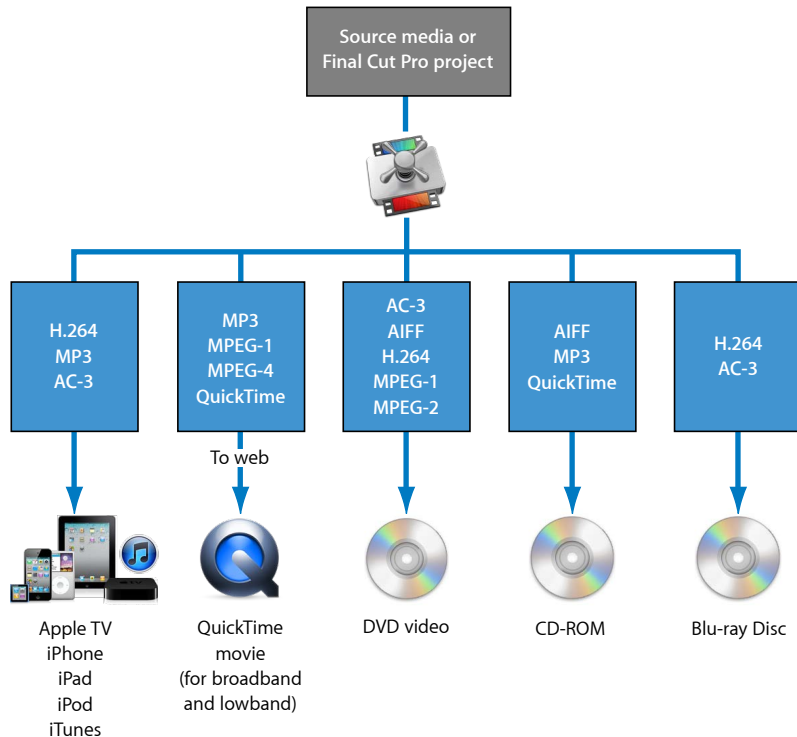 Source media or
Final Cut Pro project
H.264
MP3
AC-3
MP3
MPEG-1
MPEG-4
QuickTime
AC-3
AIFF
H.264
MPEG-1
MPEG-2
AIFF
MP3
QuickTime
H.264
AC-3
To web
Apple TV
iPhone
iPad
iPod
iTunes
QuickTime
movie
(for broadband
and lowband)
DVD video
CD-ROM
Blu-ray Disc